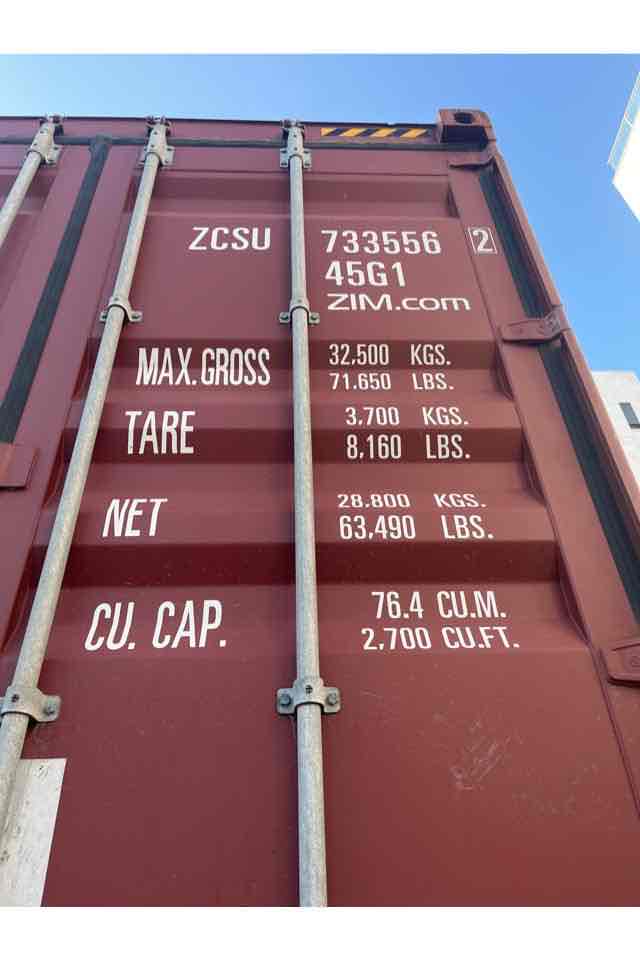 ZCSU 733556 2
45G1
ZIM.com
MAX. GROSS 32,500 KGS.
71.650 LBS.
TARE 3.700 KGS.
8,160 LBS.
NET 28.800 KGS.
63,490 LBS.
CU. CAP. 76.4 CU.M.
2,700 CU.FT.